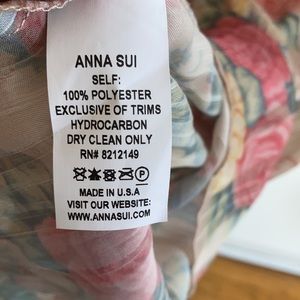 ANNA SUI
SELF:
100% POLYESTER
EXCLUSIVE OF TRIMS
HYDROCARBON
DRY CLEAN ONLY
RN# 8212149
MADE IN U.S.A
VISIT OUR WEBSITE:
WWW.ANNASUI.COM